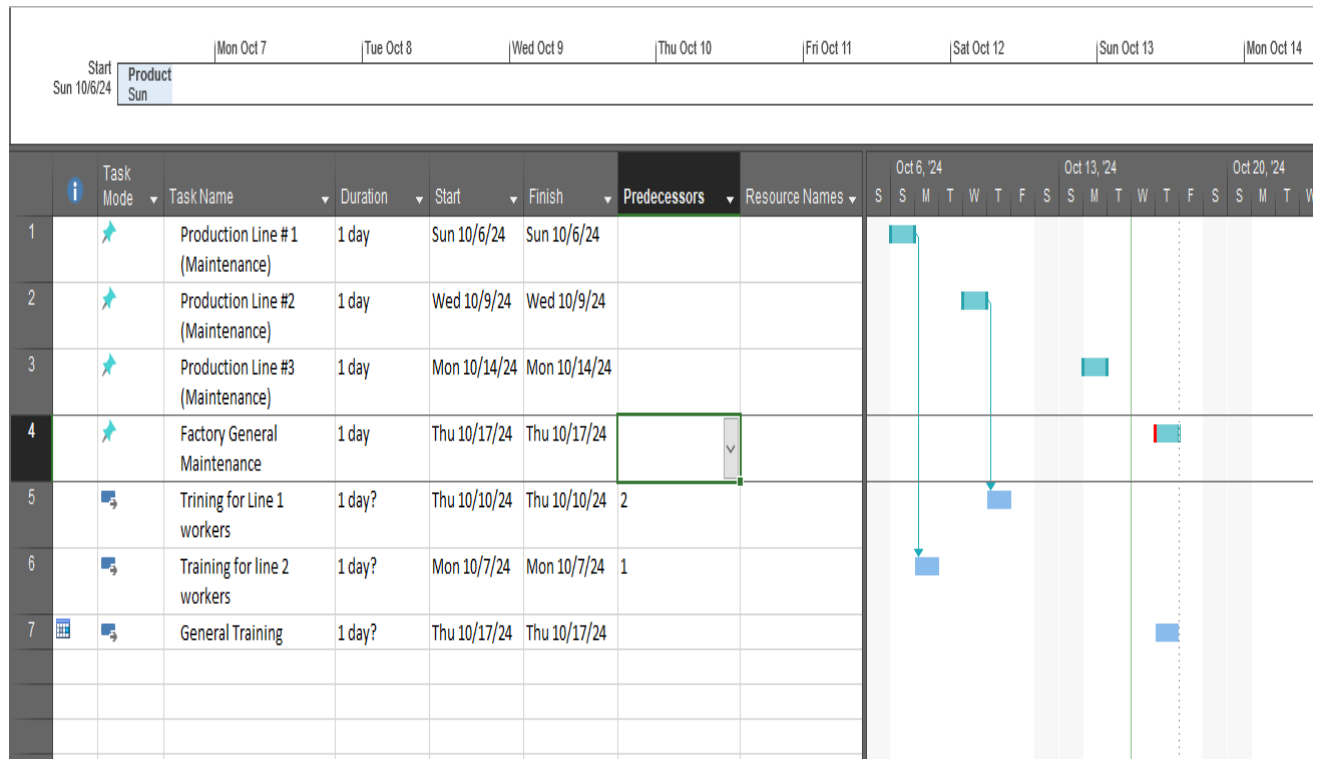 Mon Oct 7 Tue Oct 8 Wed Oct 9 Thu Oct 10 Fri Oct 11 Sat Oct 12 Sun Oct 13 Mon Oct 14
Start
Sun 10/6/24
Product
Sun
Task Mode Task Name Duration Start Finish Predecessors Resource Names
Oct 6, '24 Oct 13, '24 Oct 20, '24
S S M T W T F S S M T W T F S S M T W
1 Production Line # 1 1 day Sun 10/6/24 Sun 10/6/24
(Maintenance)
2 Production Line #2 1 day Wed 10/9/24 Wed 10/9/24
(Maintenance)
3 Production Line #3 1 day Mon 10/14/24 Mon 10/14/24
(Maintenance)
4 Factory General 1 day Thu 10/17/24 Thu 10/17/24
Maintenance
5 Trining for Line 1 1 day? Thu 10/10/24 Thu 10/10/24 2
workers
6 Training for line 2 1 day? Mon 10/7/24 Mon 10/7/24 1
workers
7 General Training 1 day? Thu 10/17/24 Thu 10/17/24